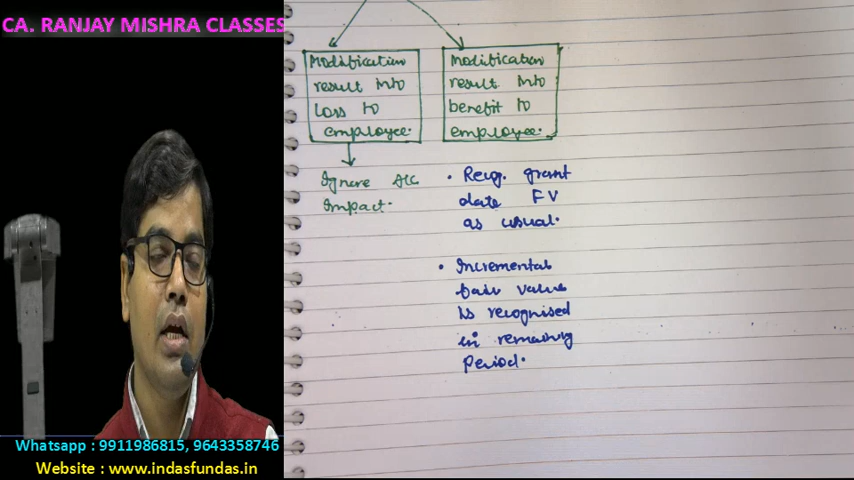 CA. RANJAY MISHRA CLASSES
Modification
result into
loss to
employee.
Modification
result into
benefit to
employee.
Ignore
Impact.
• Recg. grant
date FV
as usual.
• Incremental
fair value
is recognised
in remaining
period.
Whatsapp : 9911986815, 9643358746
Website : www.indasfundas.in